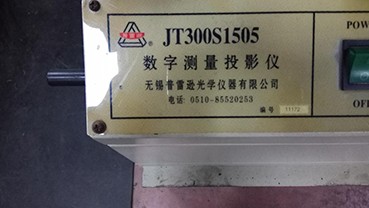 JT300S1505
POW
数字测量投影仪
无锡普雷逊光学仪器有限公司
电话: 0510-85520253
编号
OFF